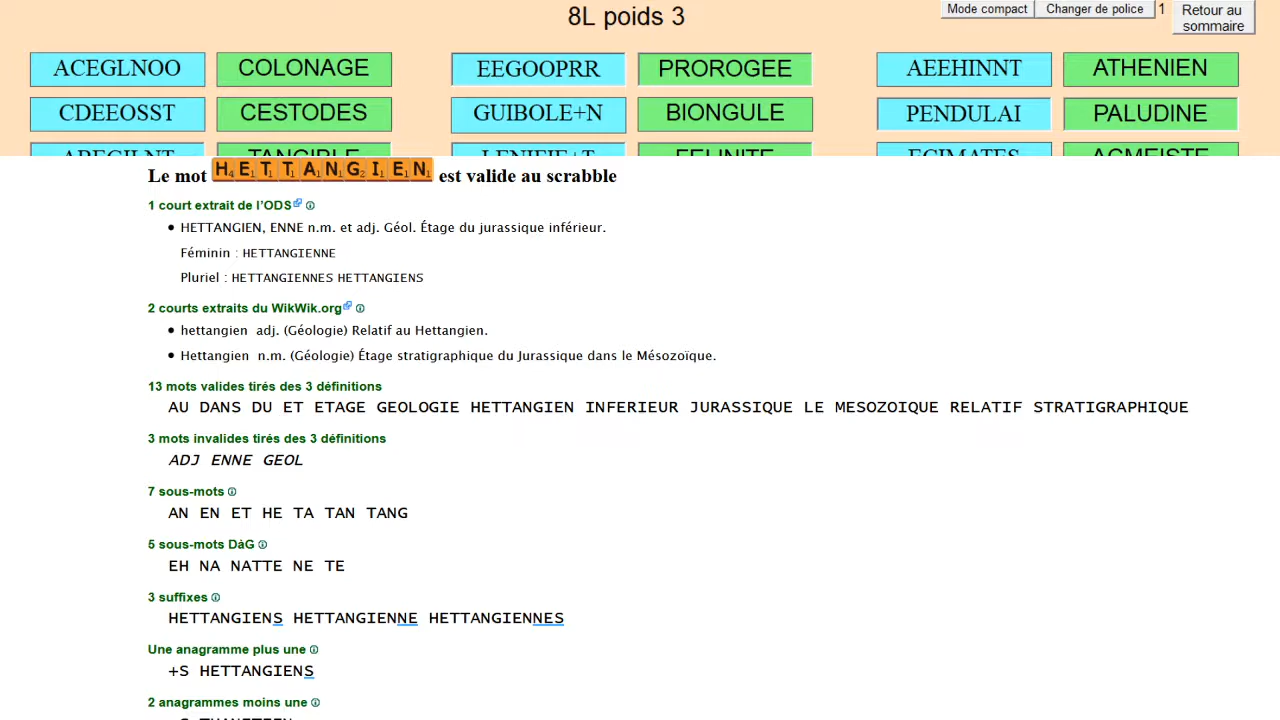 8L poids 3
Mode compact Changer de police 1 Retour au sommaire
ACEGLNOO COLONAGE EEGOOPRR PROROGEE AEEHINNT ATHENIEN
CDEEOSST CESTODES GUIBOLE+N BIONGULE PENDULAI PALUDINE
TANGIBLE LENIFIE+T FEUNITE EGIMATES ACMEISTE
Le mot HETTANGIEN est valide au scrabble
1 court extrait de l'ODS
• HETTANGIEN, ENNE n.m. et adj. Géol. Étage du jurassique inférieur.
Féminin : HETTANGIENNE
Pluriel : HETTANGIENNES HETTANGIENS
2 courts extraits du WikWik.org
• hettangien adj. (Géologie) Relatif au Hettangien.
• Hettangien n.m. (Géologie) Étage stratigraphique du Jurassique dans le Mésozoïque.
13 mots valides tirés des 3 définitions
AU DANS DU ET ETAGE GEOLOGIE HETTANGIEN INFERIEUR JURASSIQUE LE MESOZOIQUE RELATIF STRATIGRAPHIQUE
3 mots invalides tirés des 3 définitions
ADJ ENNE GEOL
7 sous-mots
AN EN ET HE TA TAN TANG
5 sous-mots DàG
EH NA NATTE NE TE
3 suffixes
HETTANGIENS HETTANGIENNE HETTANGIENNES
Une anagramme plus une
+S HETTANGIENS
2 anagrammes moins une